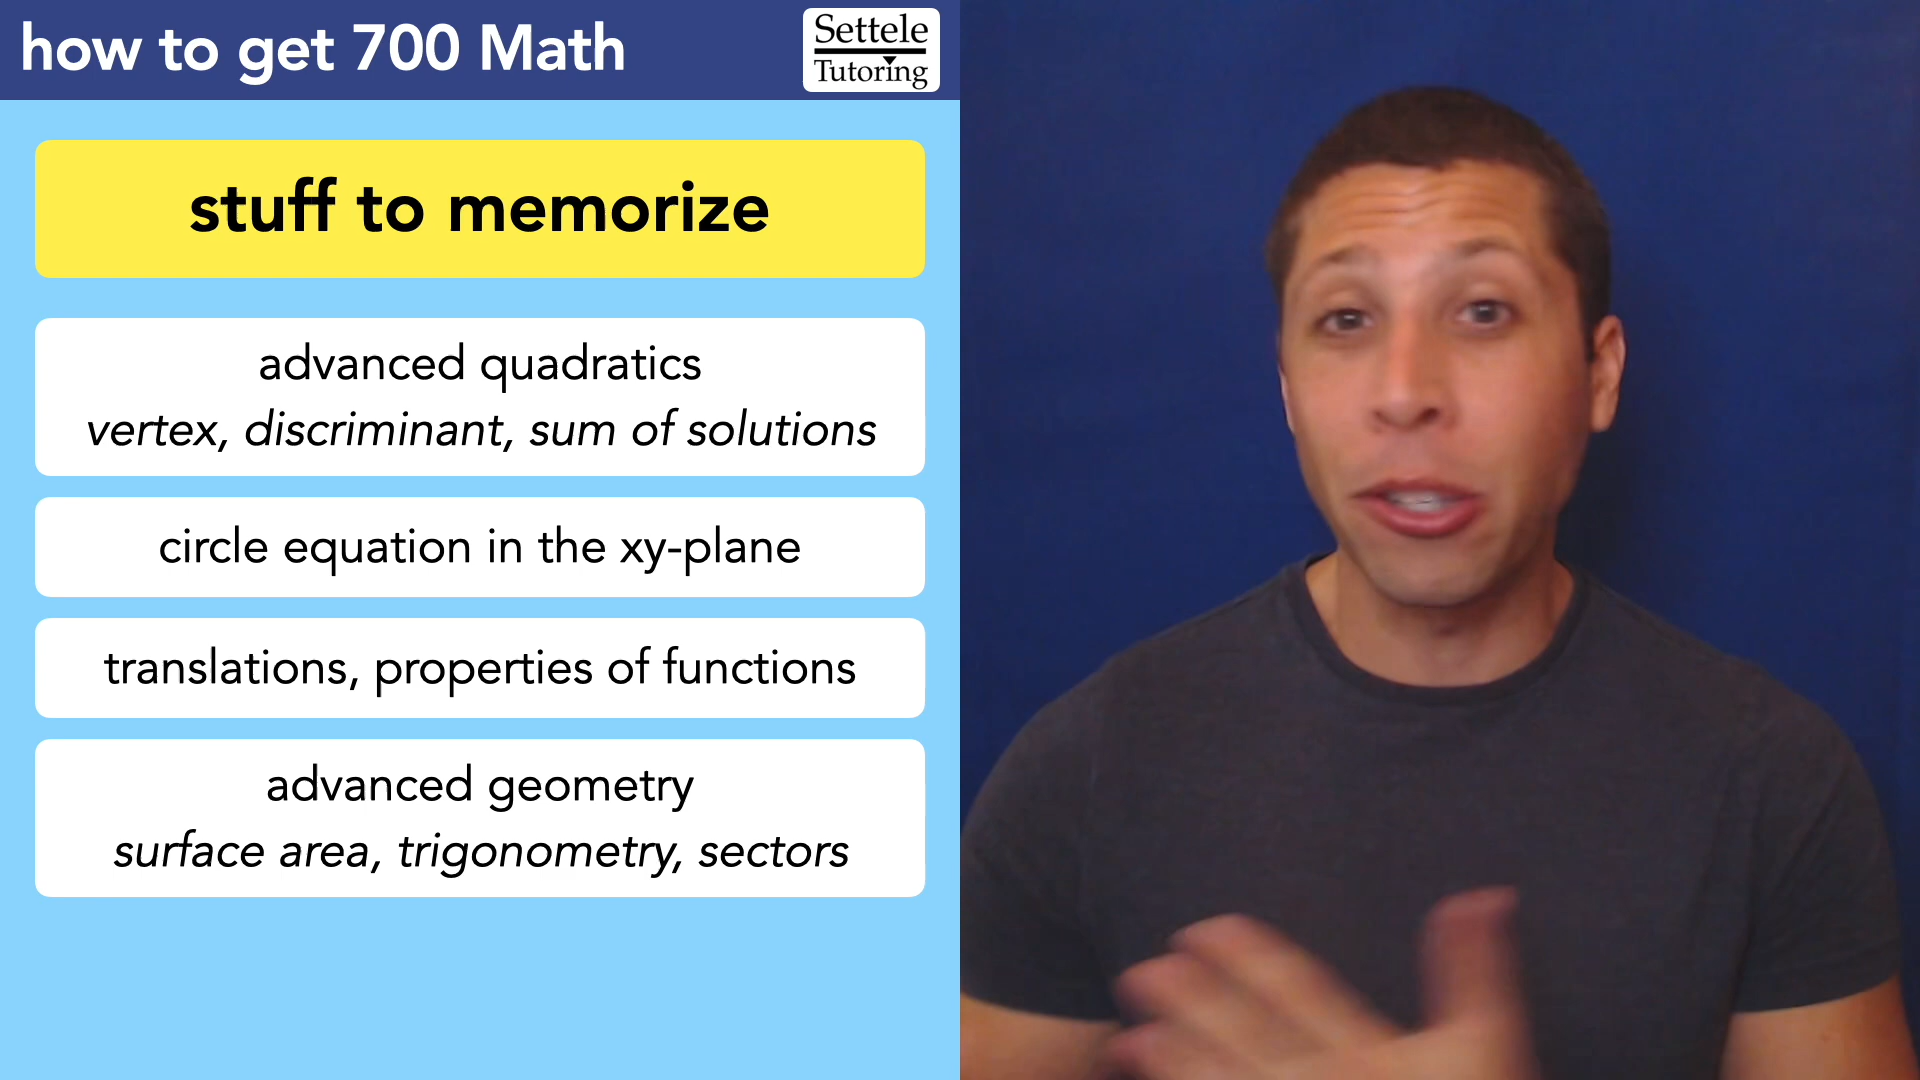 how to get 700 Math
Settele
Tutoring
stuff to memorize
advanced quadratics
vertex, discriminant, sum of solutions
circle equation in the xy-plane
translations, properties of functions
advanced geometry
surface area, trigonometry, sectors